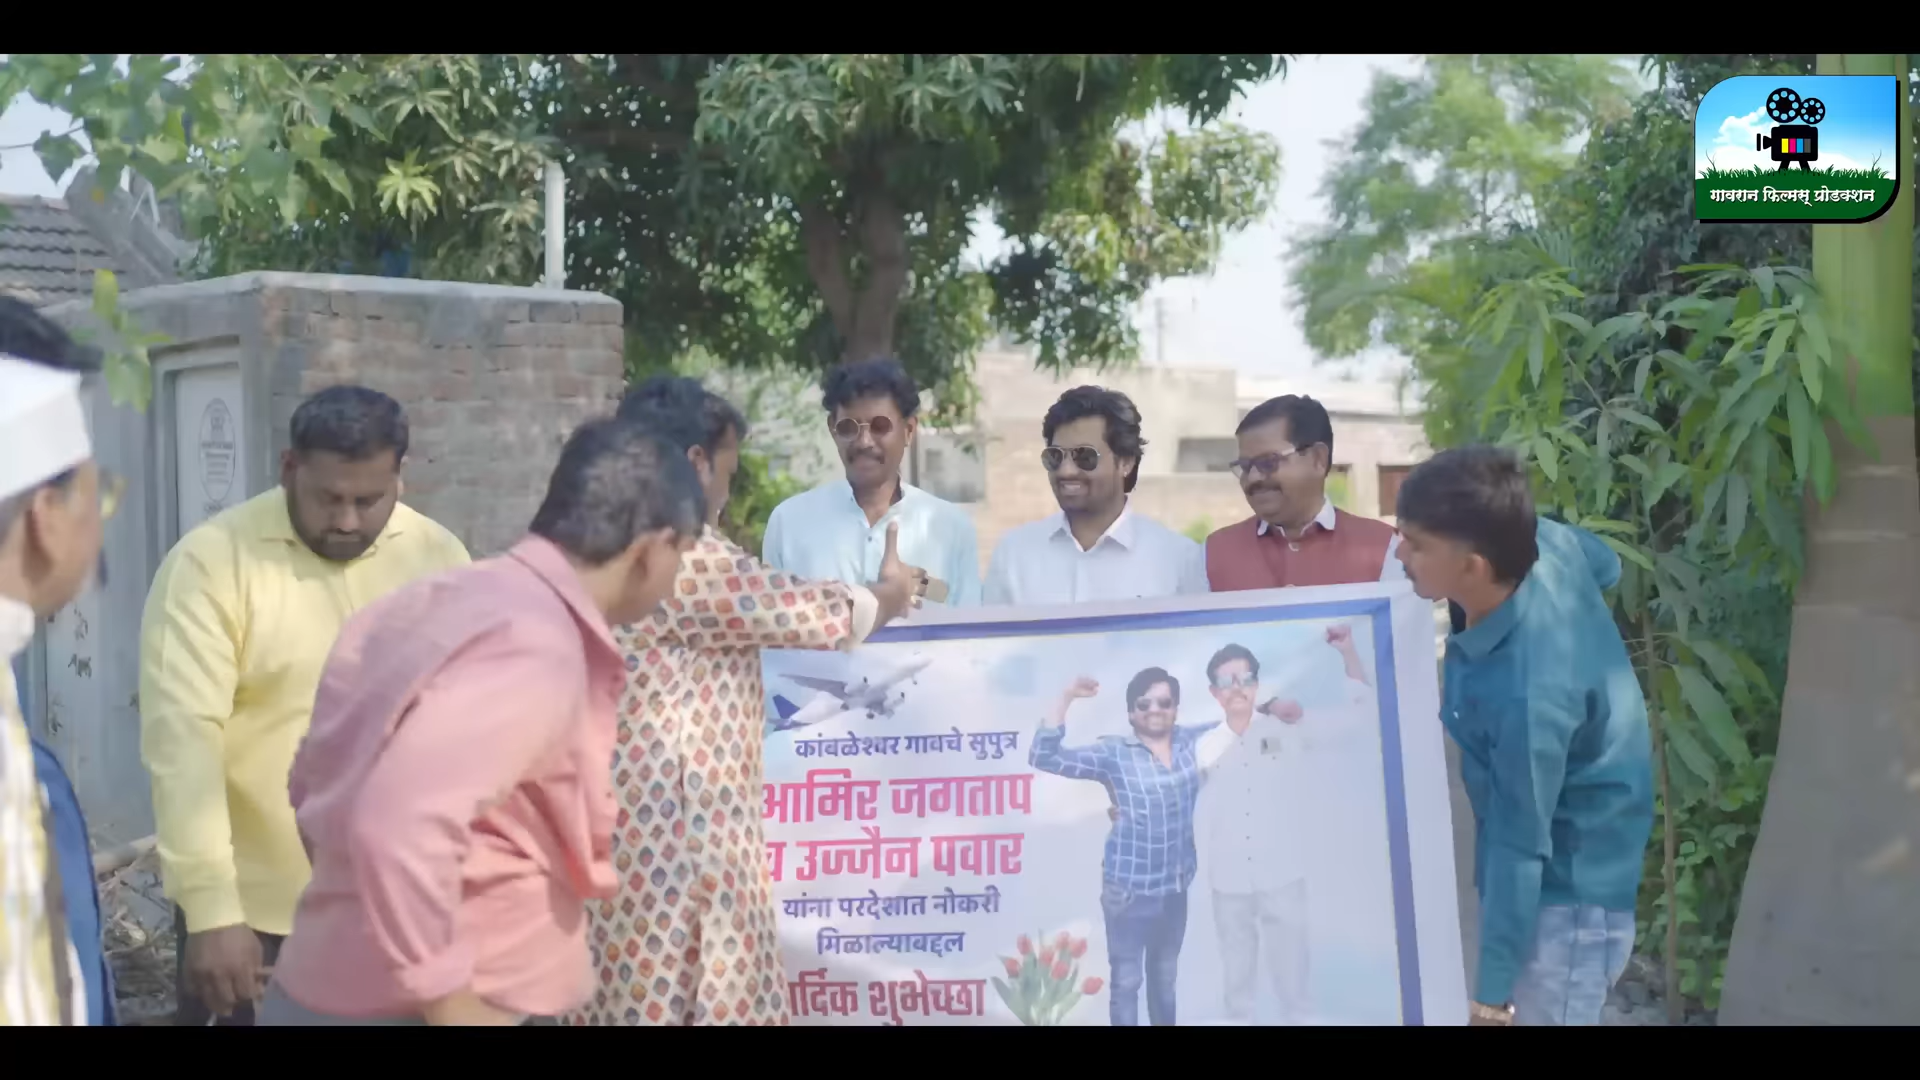 गावरान फिल्मस् प्रोडक्शन
कांबळेश्वर गावचे सुपुत्र
आमिर जगताप
व उज्जैन पवार
यांना परदेशात नोकरी
मिळाल्याबद्दल
र्दिक शुभेच्छा